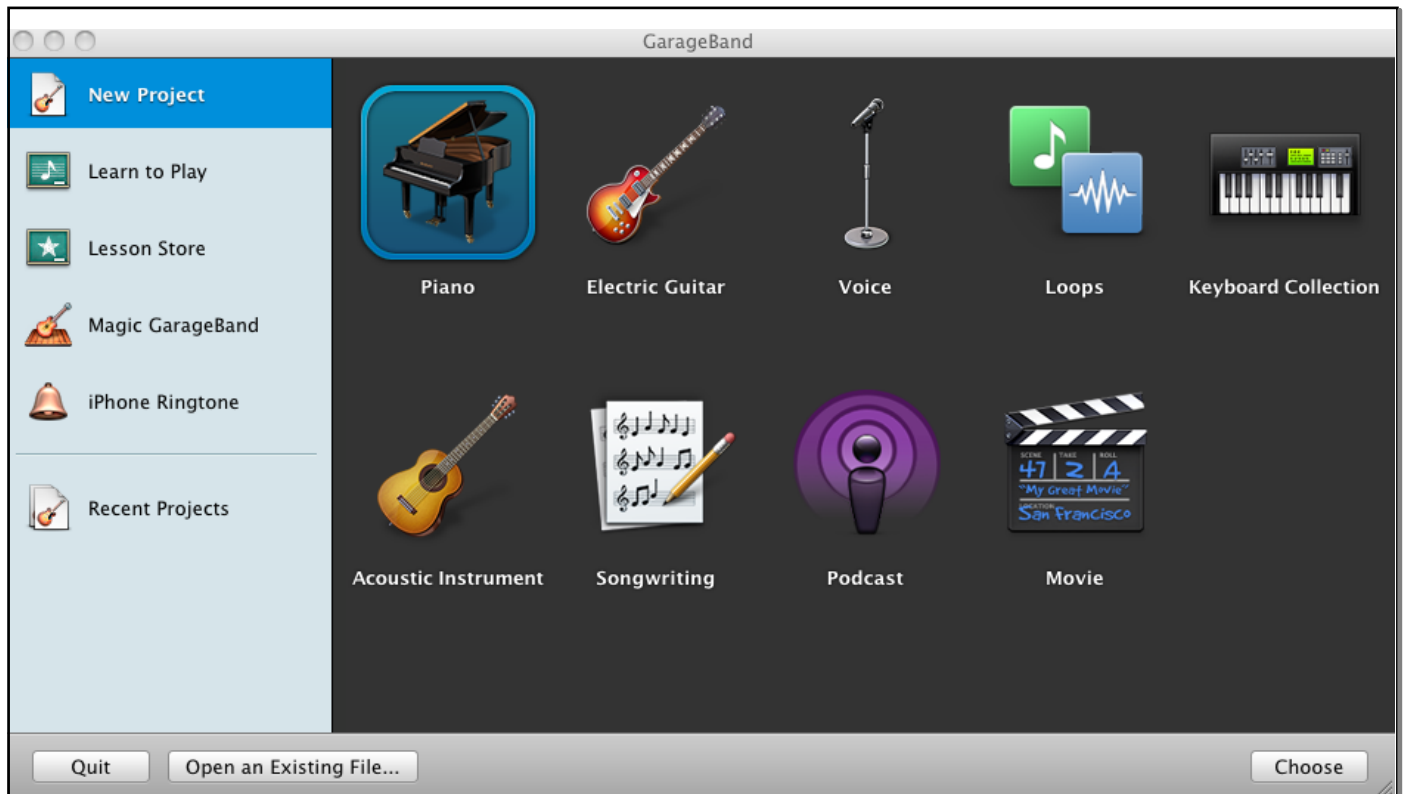 GarageBand
New Project
Learn to Play
Lesson Store
Magic GarageBand
iPhone Ringtone
Recent Projects
Piano
Electric Guitar
Voice
Loops
Keyboard Collection
Acoustic Instrument
Songwriting
Podcast
SCENE TAKE ROLL
47 2 4
"My Great Movie"
LOCATION
San Francisco
Movie
Quit
Open an Existing File...
Choose